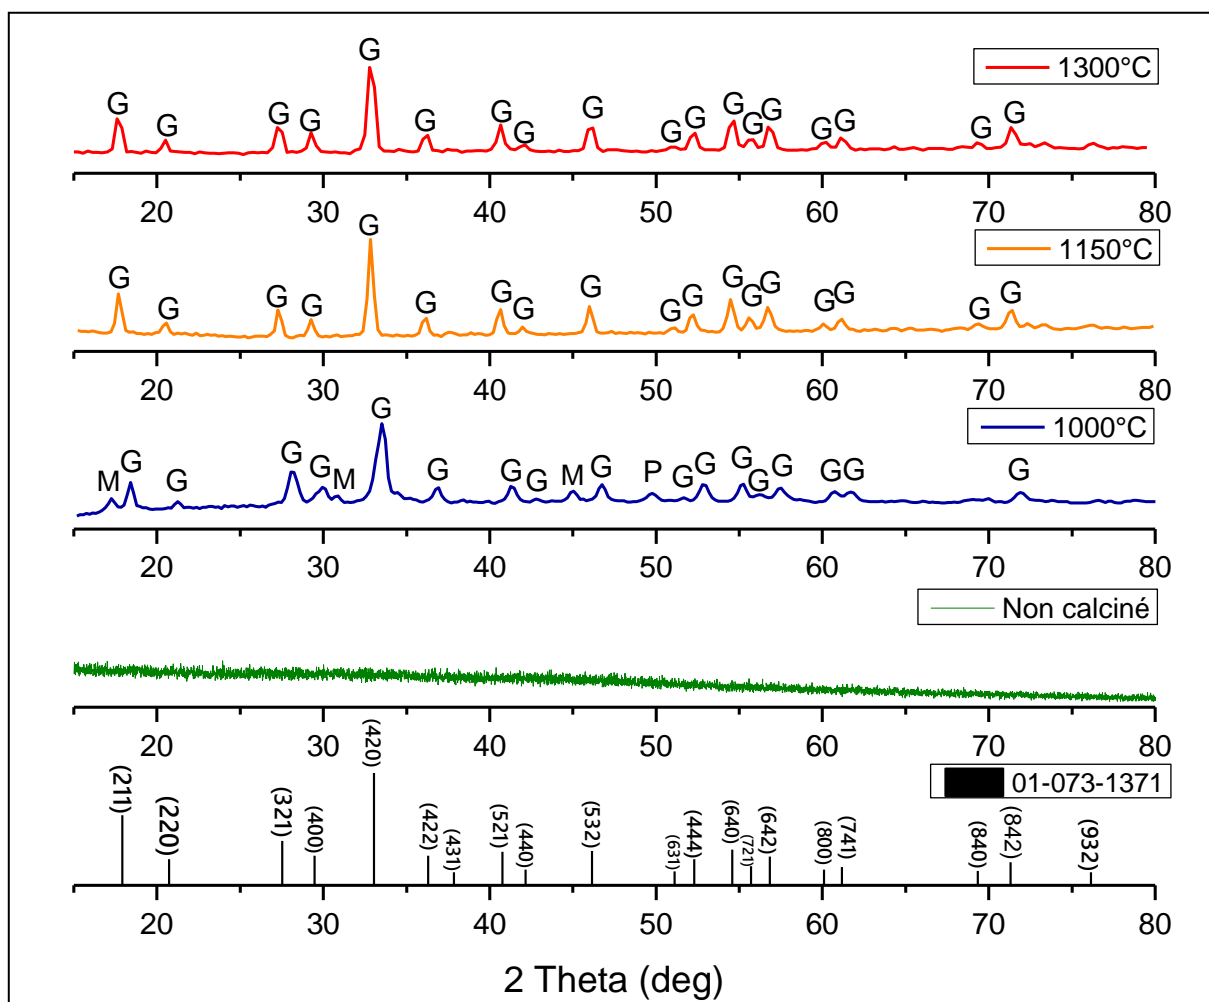 G
1300°C
G G G G G G G G G G G G G G G G G
20 30 40 50 60 70 80
G
1150°C
G G G G G G G G G G G G G G G G G
20 30 40 50 60 70 80
G
1000°C
M G G G G M G G G M G P G G G G G G G G
20 30 40 50 60 70 80
Non calciné
20 30 40 50 60 70 80
01-073-1371
(211) (220) (321) (400) (420) (422) (431) (521) (440) (532) (631) (444) (640) (721) (642) (800) (741) (840) (842) (932)
20 30 40 50 60 70 80
2 Theta (deg)